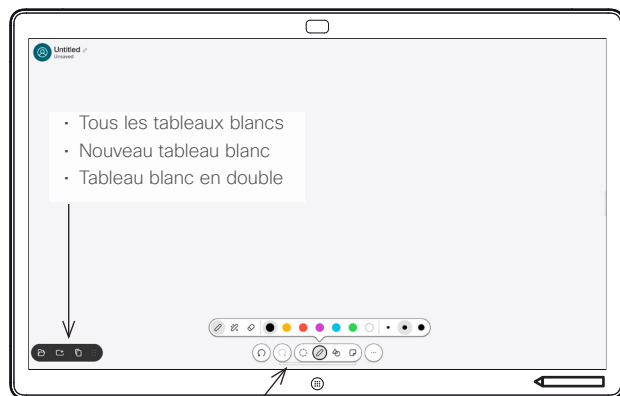 Untitled
Unsaved
· Tous les tableaux blancs
· Nouveau tableau blanc
· Tableau blanc en double